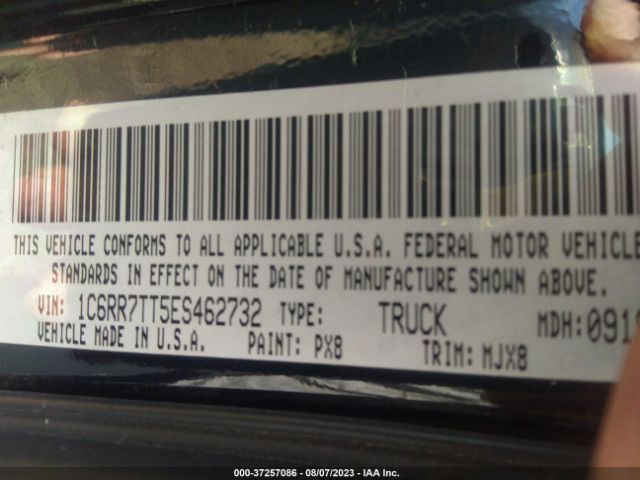 THIS VEHICLE CONFORMS TO ALL APPLICABLE U.S.A. FEDERAL MOTOR VEHICLE
STANDARDS IN EFFECT ON THE DATE OF MANUFACTURE SHOWN ABOVE.
VIN: 1C6RR7TT5ES462732 TYPE: TRUCK MDH:091
VEHICLE MADE IN U.S.A. PAINT: PX8 TRIM: MJX8
000-37257086 - 08/07/2023 - IAA Inc.